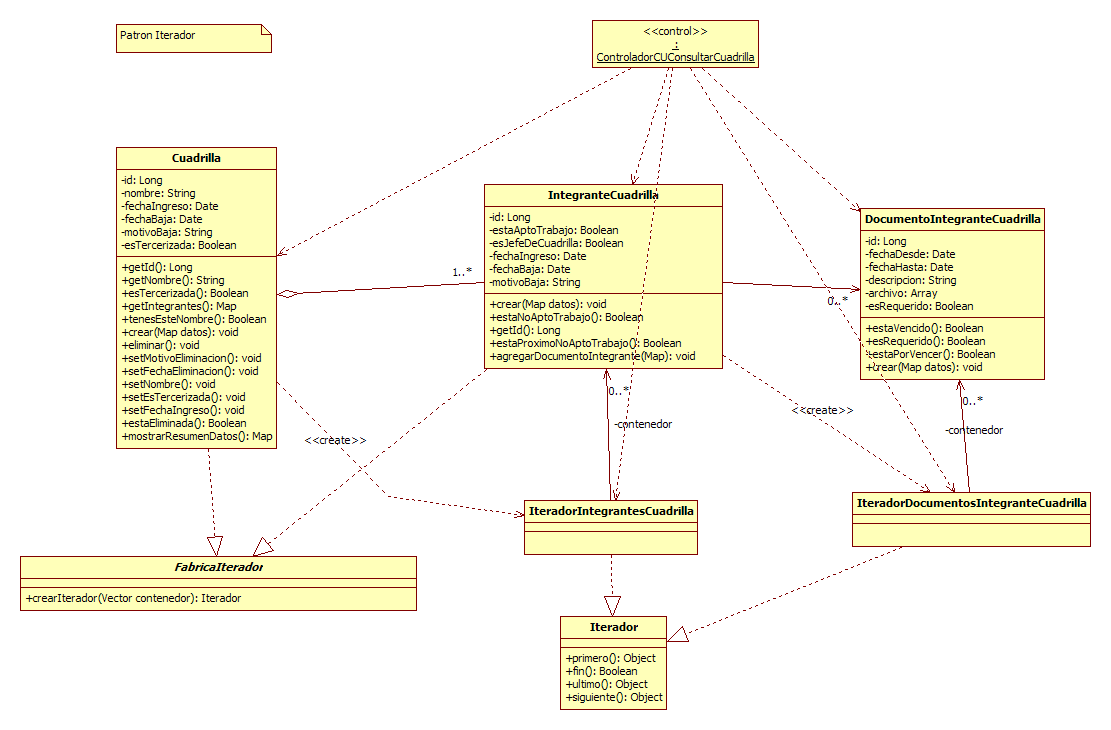 Patron Iterador
<<control>>
:
ControladorCUConsultarCuadrilla
Cuadrilla
-id: Long
-nombre: String
-fechaIngreso: Date
-fechaBaja: Date
-motivoBaja: String
-esTercerizada: Boolean
+getId(): Long
+getNombre(): String
+esTercerizada(): Boolean
+getIntegrantes(): Map
+tenesEsteNombre(): Boolean
+crear(Map datos): void
+eliminar(): void
+setMotivoEliminacion(): void
+setFechaEliminacion(): void
+setNombre(): void
+setEsTercerizada(): void
+setFechaIngreso(): void
+estaEliminada(): Boolean
+mostrarResumenDatos(): Map
1..*
IntegranteCuadrilla
-id: Long
-estaAptoTrabajo: Boolean
-esJefeDeCuadrilla: Boolean
-fechaIngreso: Date
-fechaBaja: Date
-motivoBaja: String
+crear(Map datos): void
+estaNoAptoTrabajo(): Boolean
+getId(): Long
+estaProximoNoAptoTrabajo(): Boolean
+agregarDocumentoIntegrante(Map): void
0..*
DocumentoIntegranteCuadrilla
-id: Long
-fechaDesde: Date
-fechaHasta: Date
-descripcion: String
-archivo: Array
-esRequerido: Boolean
+estaVencido(): Boolean
+esRequerido(): Boolean
+estaPorVencer(): Boolean
+crear(Map datos): void
0..*
-contenedor
<<create>>
0..*
-contenedor
<<create>>
IteradorIntegrantesCuadrilla
IteradorDocumentosIntegranteCuadrilla
FabricaIterador
+crearIterador(Vector contenedor): Iterador
Iterador
+primero(): Object
+fin(): Boolean
+ultimo(): Object
+siguiente(): Object